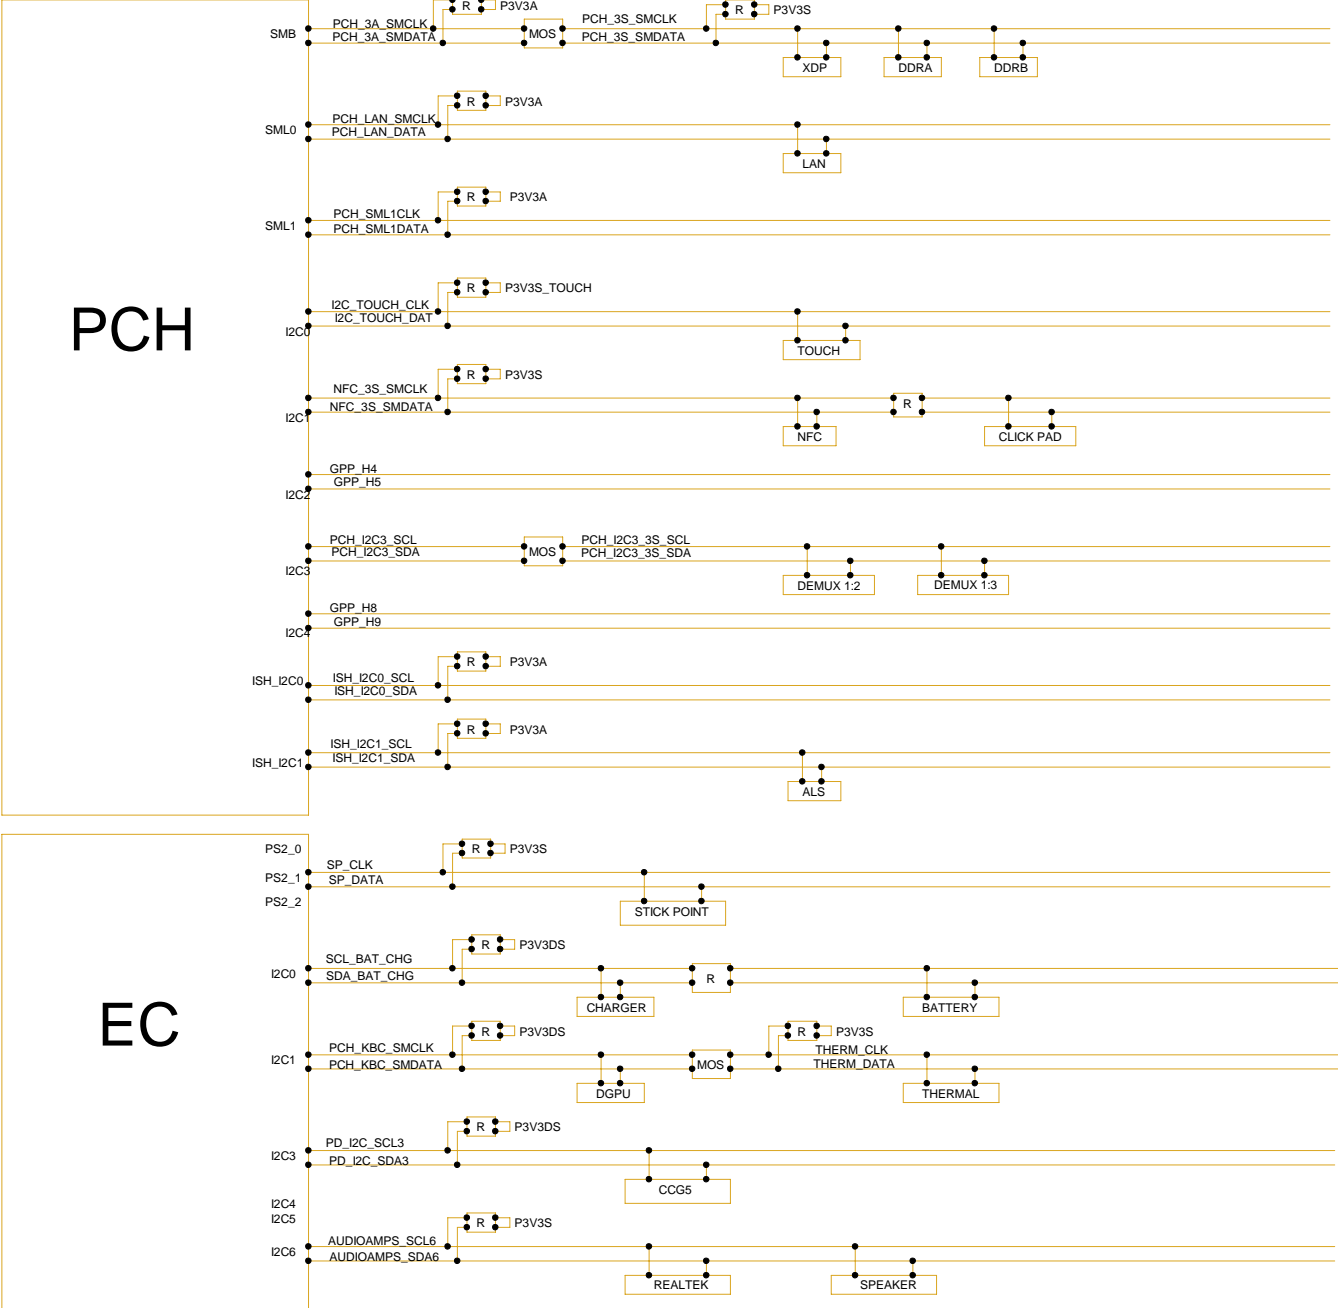 R P3V3A
R P3V3S
SMB
PCH_3A_SMCLK
PCH_3A_SMDATA
MOS
PCH_3S_SMCLK
PCH_3S_SMDATA
XDP
DDRA
DDRB
R P3V3A
SML0
PCH_LAN_SMCLK
PCH_LAN_DATA
LAN
R P3V3A
SML1
PCH_SML1CLK
PCH_SML1DATA
PCH
R P3V3S_TOUCH
I2C0
I2C_TOUCH_CLK
I2C_TOUCH_DAT
TOUCH
R P3V3S
I2C1
NFC_3S_SMCLK
NFC_3S_SMDATA
NFC
R
CLICK PAD
I2C2
GPP_H4
GPP_H5
I2C3
PCH_I2C3_SCL
PCH_I2C3_SDA
MOS
PCH_I2C3_3S_SCL
PCH_I2C3_3S_SDA
DEMUX 1:2
DEMUX 1:3
I2C4
GPP_H8
GPP_H9
R P3V3A
ISH_I2C0
ISH_I2C0_SCL
ISH_I2C0_SDA
R P3V3A
ISH_I2C1
ISH_I2C1_SCL
ISH_I2C1_SDA
ALS
EC
PS2_0
R P3V3S
PS2_1
SP_CLK
SP_DATA
PS2_2
STICK POINT
R P3V3DS
I2C0
SCL_BAT_CHG
SDA_BAT_CHG
CHARGER
R
BATTERY
R P3V3DS
R P3V3S
I2C1
PCH_KBC_SMCLK
PCH_KBC_SMDATA
DGPU
MOS
THERM_CLK
THERM_DATA
THERMAL
R P3V3DS
I2C3
PD_I2C_SCL3
PD_I2C_SDA3
CCG5
I2C4
I2C5
R P3V3S
I2C6
AUDIOAMPS_SCL6
AUDIOAMPS_SDA6
REALTEK
SPEAKER